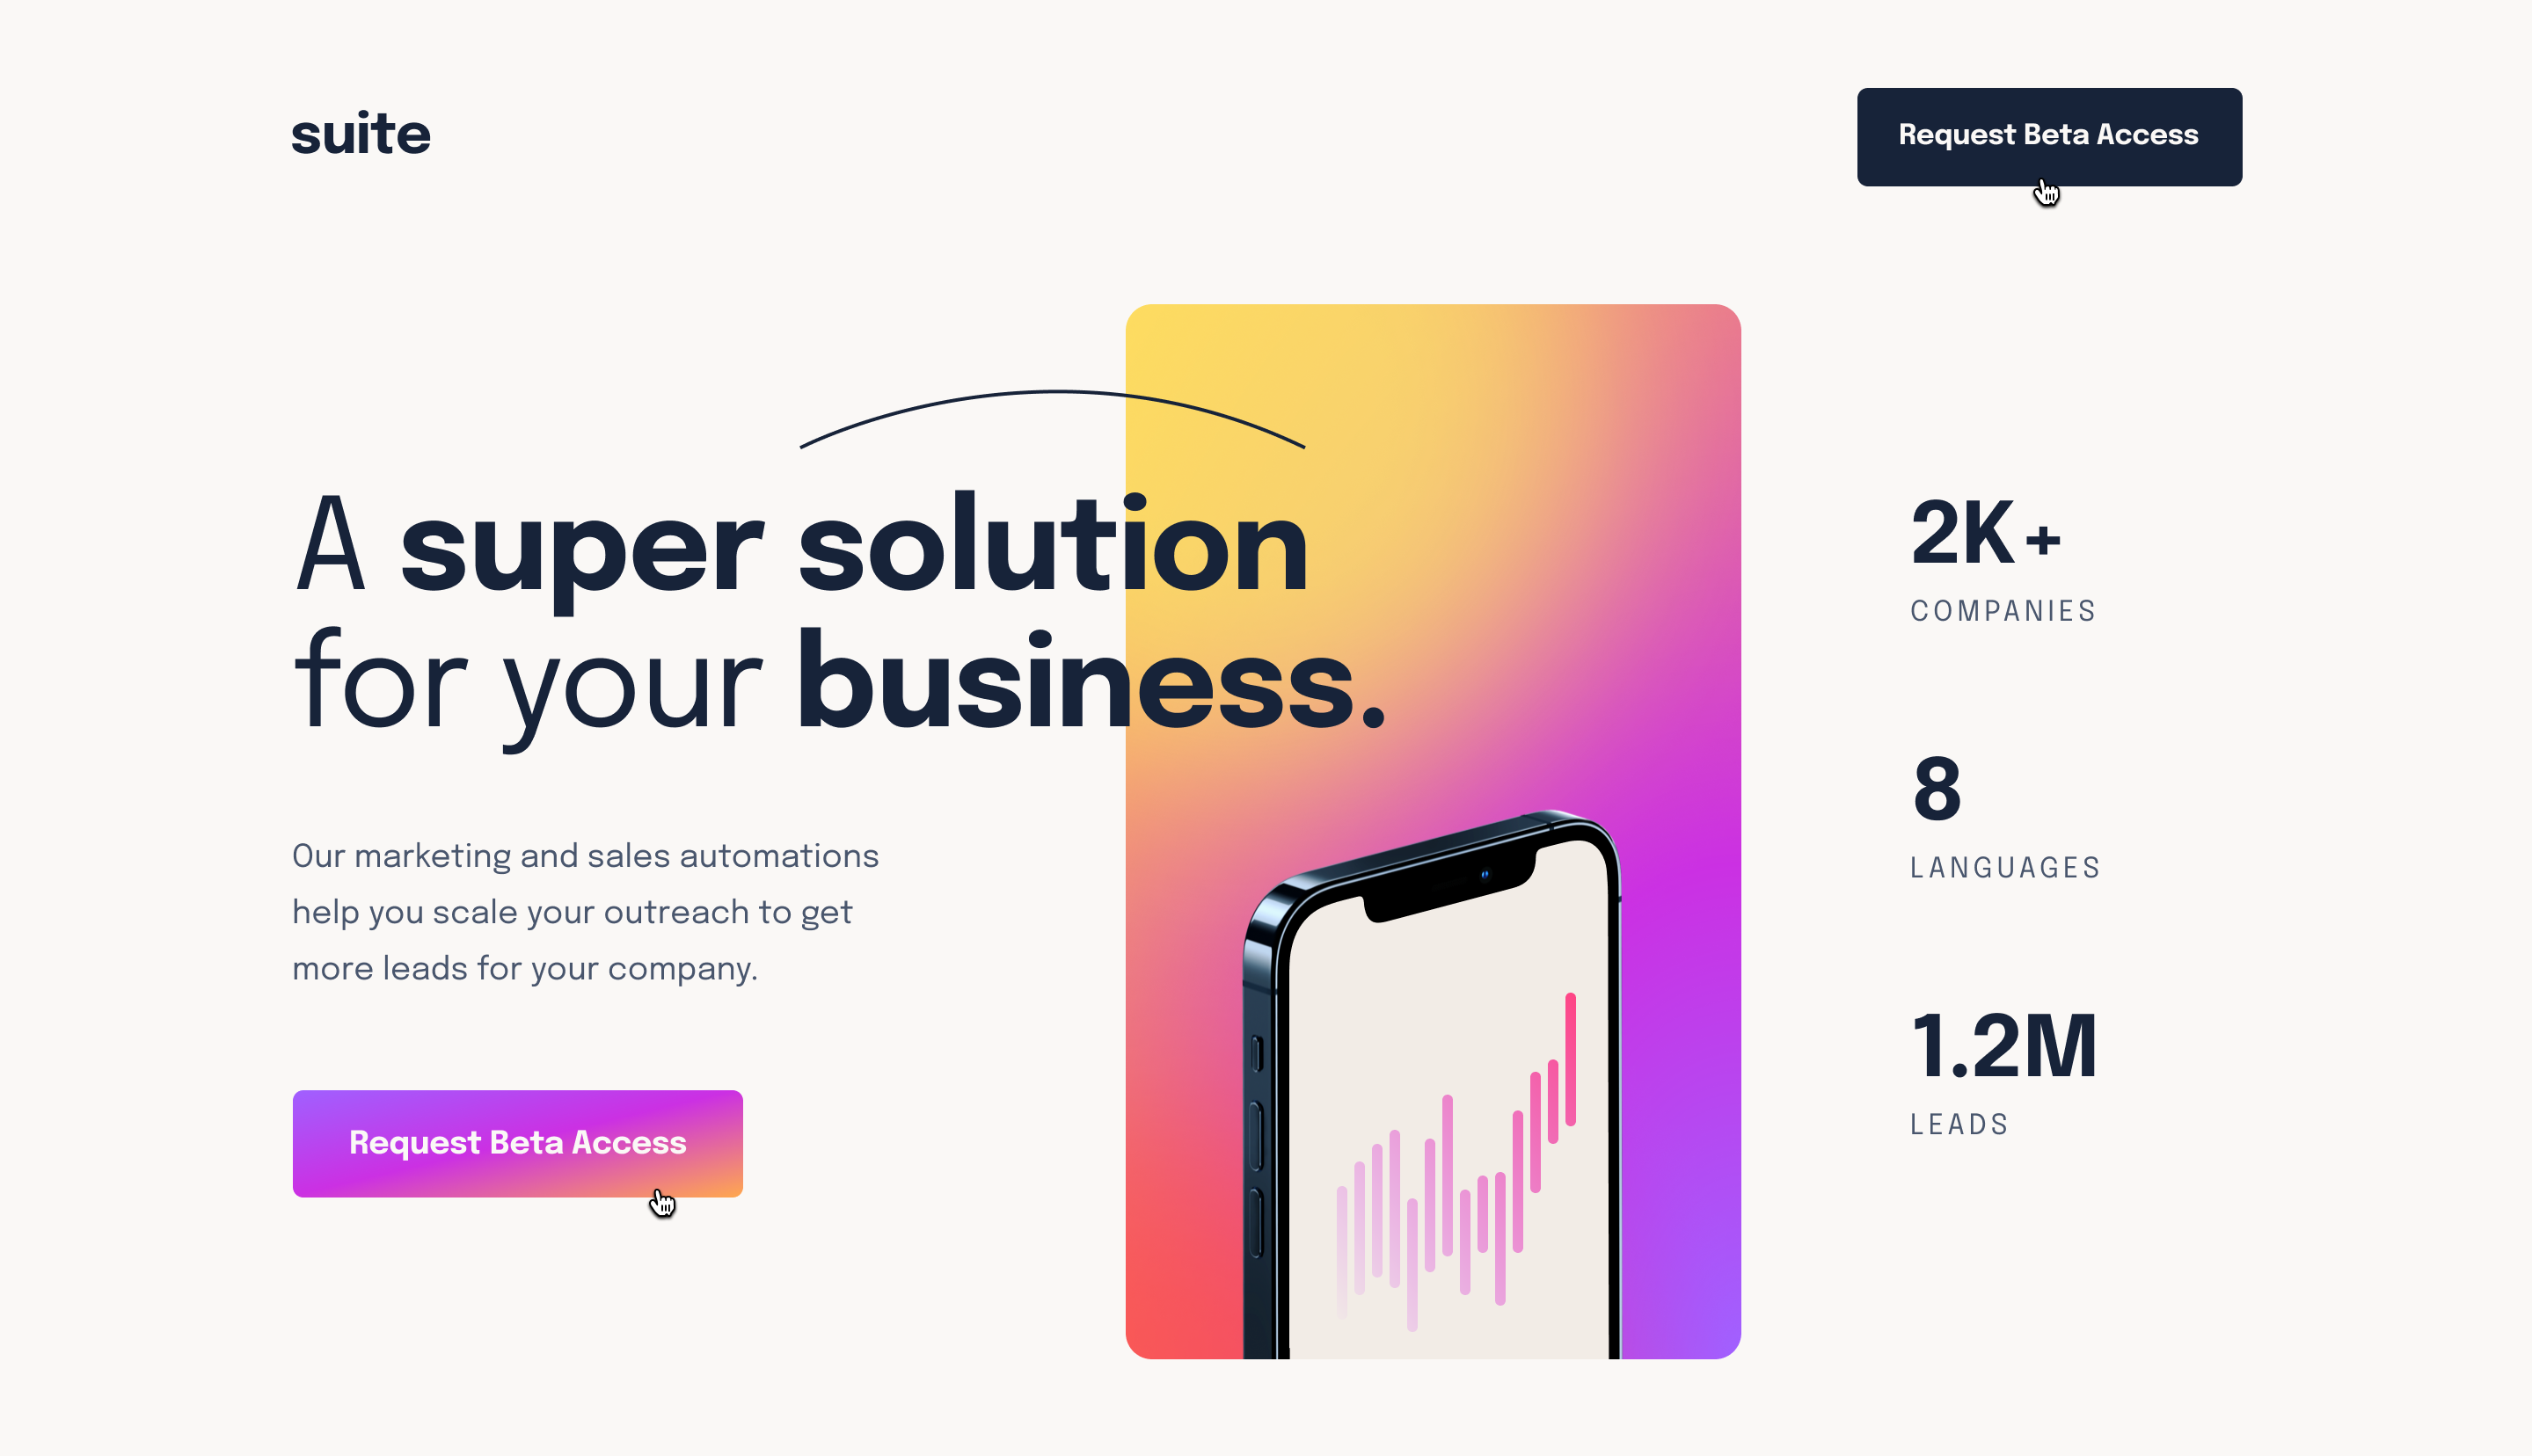 suite
Request Beta Access
A super solution
for your business.
Our marketing and sales automations
help you scale your outreach to get
more leads for your company.
Request Beta Access
2K+
COMPANIES
8
LANGUAGES
1.2M
LEADS